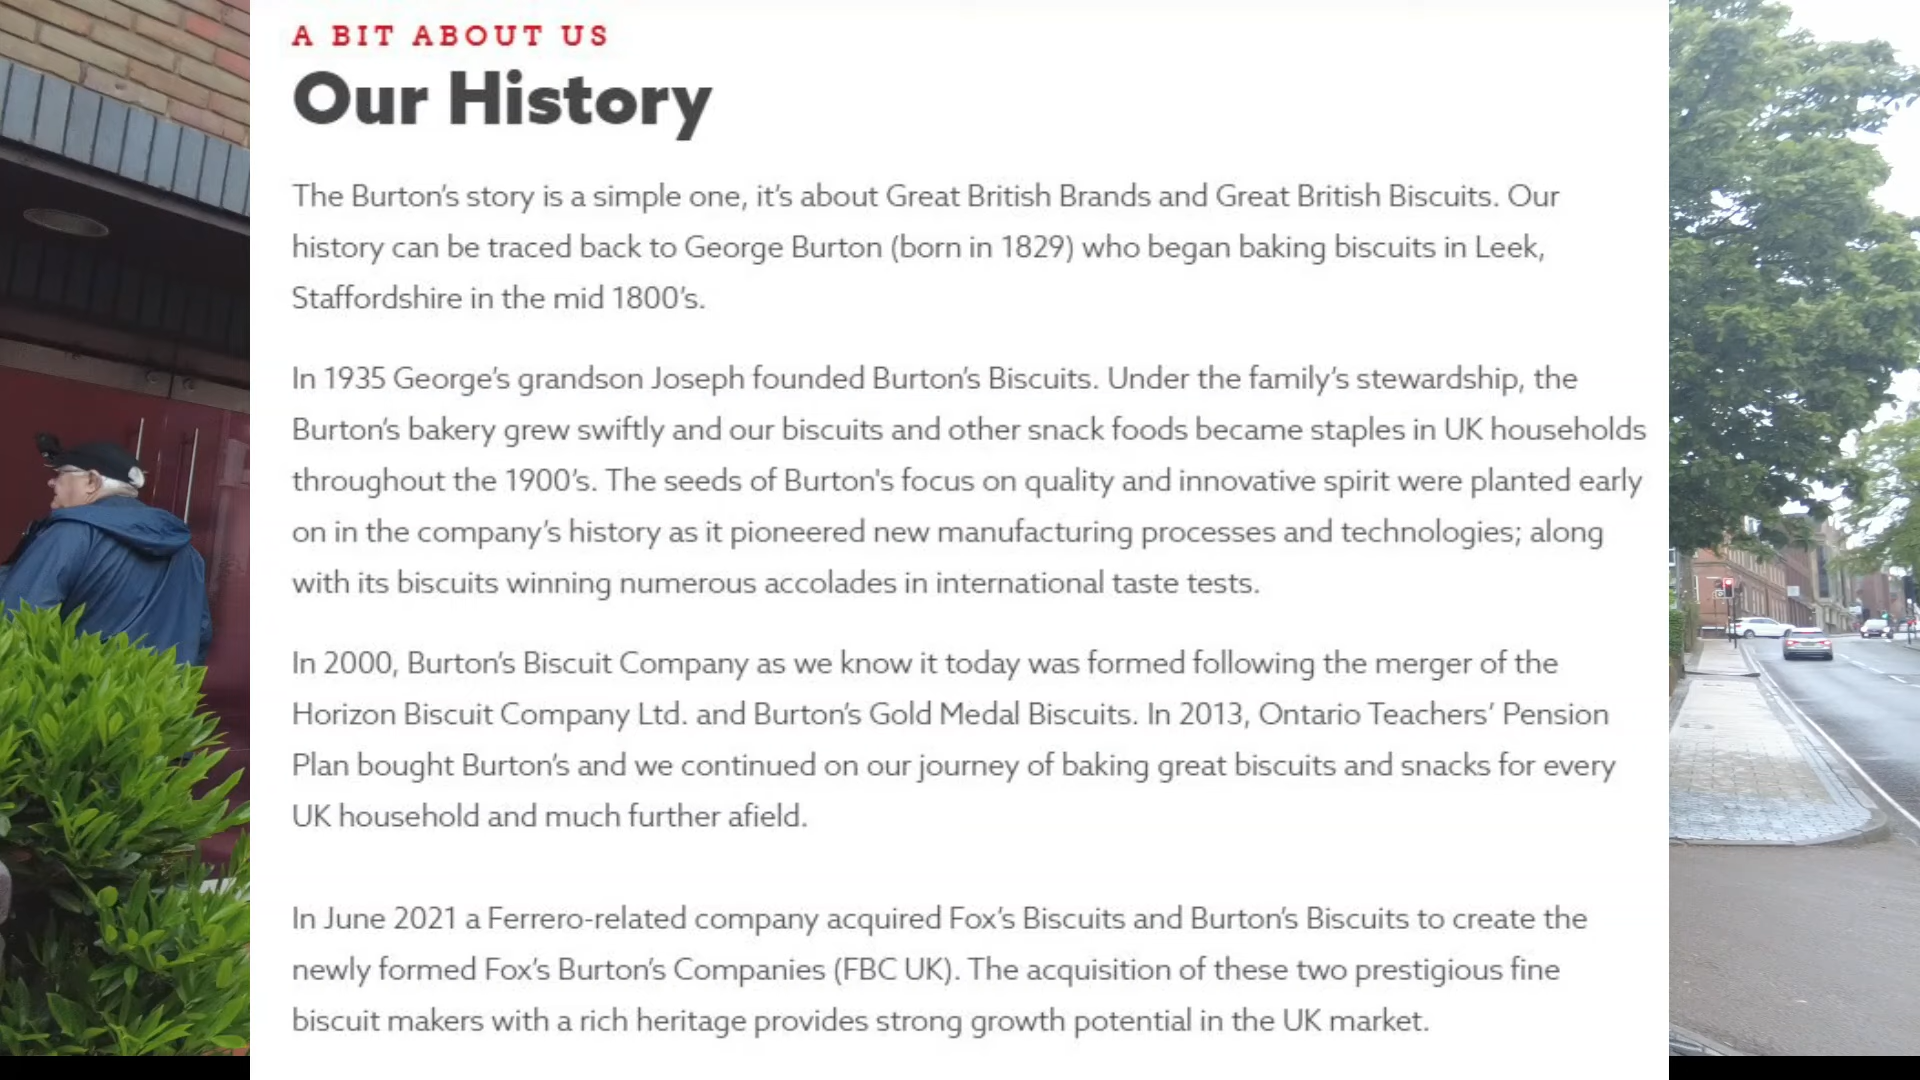 A BIT ABOUT US
Our History
The Burton's story is a simple one, it's about Great British Brands and Great British Biscuits. Our
history can be traced back to George Burton (born in 1829) who began baking biscuits in Leek,
Staffordshire in the mid 1800's.
In 1935 George's grandson Joseph founded Burton's Biscuits. Under the family's stewardship, the
Burton's bakery grew swiftly and our biscuits and other snack foods became staples in UK households
throughout the 1900's. The seeds of Burton's focus on quality and innovative spirit were planted early
on in the company's history as it pioneered new manufacturing processes and technologies; along
with its biscuits winning numerous accolades in international taste tests.
In 2000, Burton's Biscuit Company as we know it today was formed following the merger of the
Horizon Biscuit Company Ltd. and Burton's Gold Medal Biscuits. In 2013, Ontario Teachers' Pension
Plan bought Burton's and we continued on our journey of baking great biscuits and snacks for every
UK household and much further afield.
In June 2021 a Ferrero-related company acquired Fox's Biscuits and Burton's Biscuits to create the
newly formed Fox's Burton's Companies (FBC UK). The acquisition of these two prestigious fine
biscuit makers with a rich heritage provides strong growth potential in the UK market.